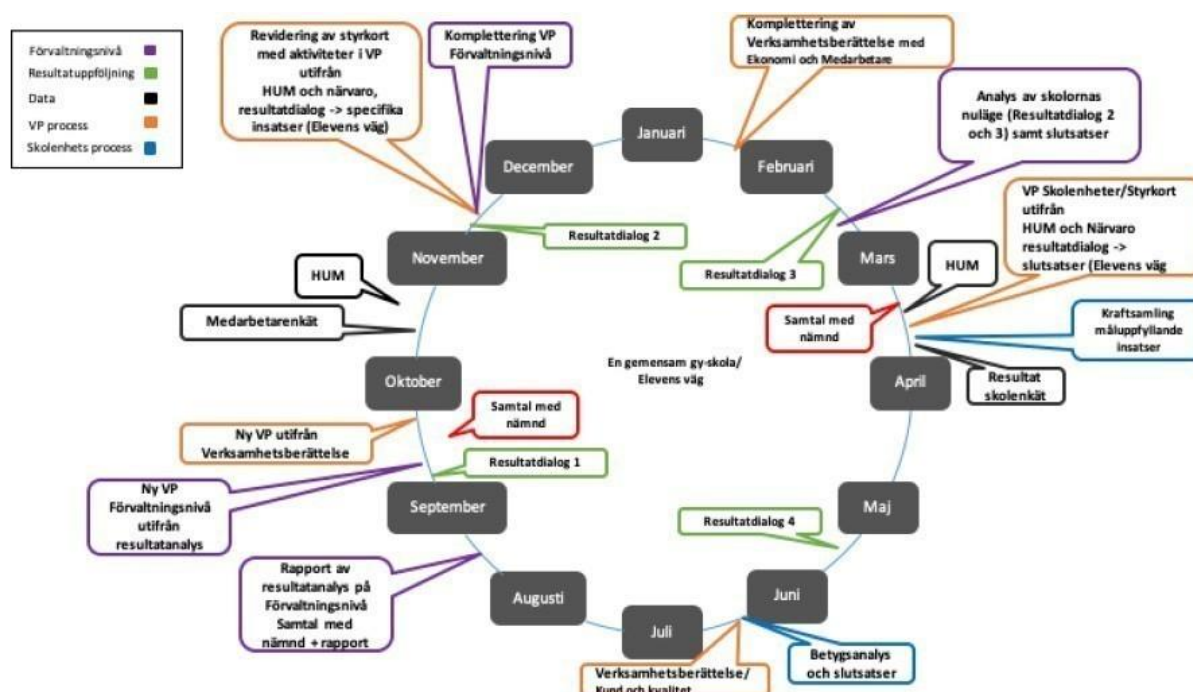 Förvaltningsnivå
Resultatuppföljning
Data
VP process
Skolenhets process
Revidering av styrkort
med aktiviteter i VP
utifrån
HUM och närvaro,
resultatdialog -> specifika
insatser (Elevens väg)
Komplettering VP
Förvaltningsnivå
Komplettering av
Verksamhetsberättelse med
Ekonomi och Medarbetare
Analys av skolornas
nuläge (Resultatdialog 2
och 3) samt slutsatser
Januari
December
Februari
VP Skolenheter/Styrkort
utifrån
HUM och Närvaro
resultatdialog ->
slutsatser (Elevens väg
Resultatdialog 2
November
Resultatdialog 3
Mars
HUM
HUM
Medarbetarenkät
Samtal med
nämnd
Kraftsamling
måluppfyllande
insatser
En gemensam gy-skola/
Elevens väg
Oktober
April
Resultat
skolenkät
Samtal med
nämnd
Ny VP utifrån
Verksamhetsberättelse
Resultatdialog 1
Ny VP
Förvaltningsnivå
utifrån
resultatanalys
September
Resultatdialog 4
Maj
Rapport av
resultatanalys på
Förvaltningsnivå
Samtal med
nämnd + rapport
Augusti
Juni
Juli
Verksamhetsberättelse/
Kund och kvalitet
Betygsanalys
och slutsatser